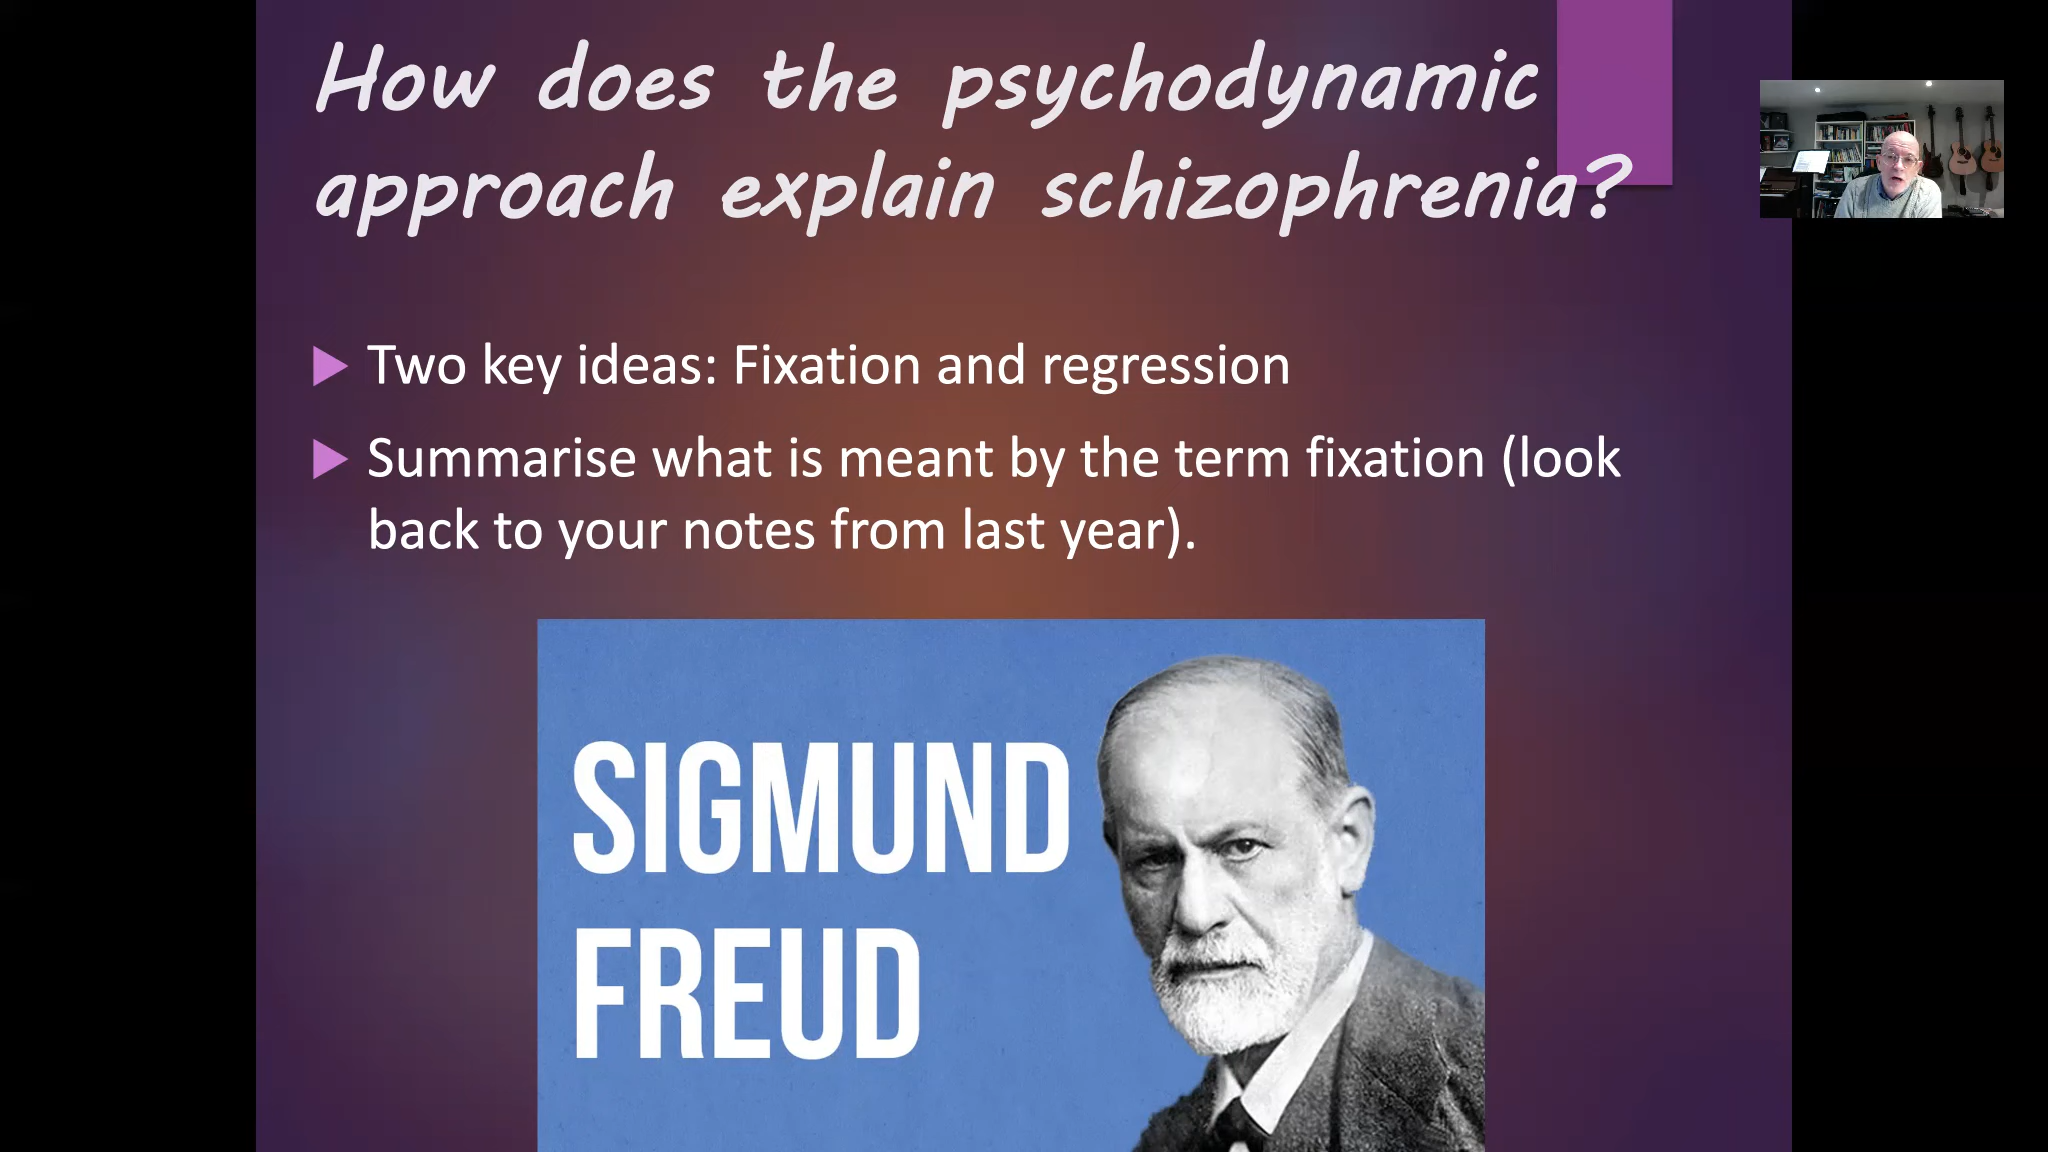 How does the psychodynamic
approach explain schizophrenia?
Two key ideas: Fixation and regression
Summarise what is meant by the term fixation (look
back to your notes from last year).
SIGMUND
FREUD